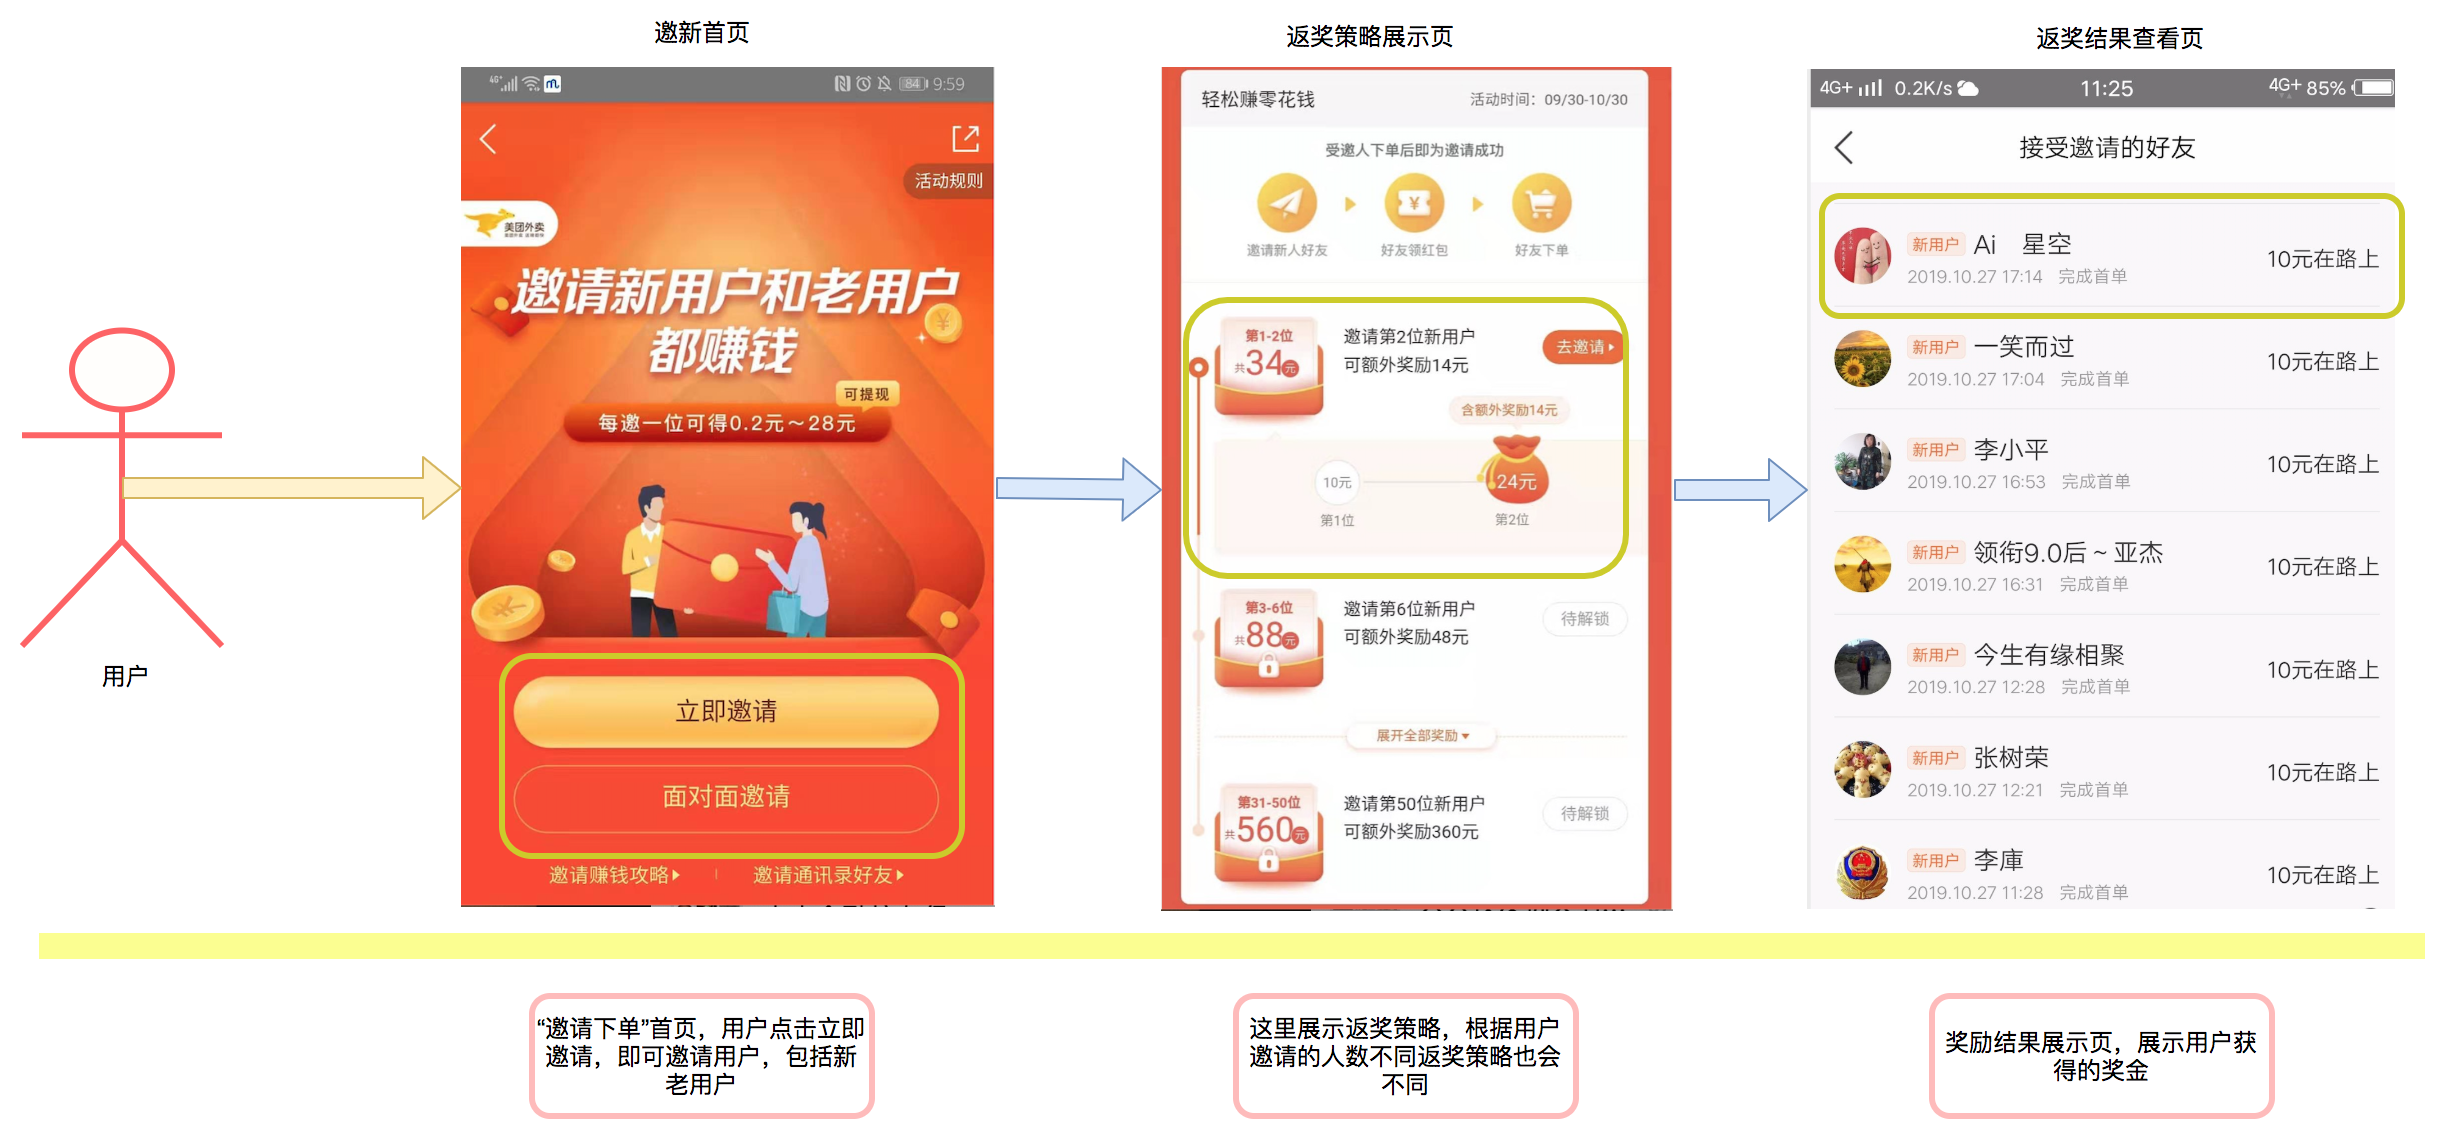 邀新首页
返奖策略展示页
返奖结果查看页
用户
4G+
84
9:59
活动规则
美团外卖
邀请新用户和老用户
都赚钱
可提现
每邀一位可得0.2元～28元
立即邀请
面对面邀请
邀请赚钱攻略
邀请通讯录好友
轻松赚零花钱
活动时间：09/30-10/30
受邀人下单后即为邀请成功
邀请新人好友
好友领红包
好友下单
第1-2位
共34元
邀请第2位新用户
可额外奖励14元
去邀请
含额外奖励14元
10元
24元
第1位
第2位
第3-6位
共88元
邀请第6位新用户
可额外奖励48元
待解锁
展开全部奖励
第31-50位
共560元
邀请第50位新用户
可额外奖励360元
待解锁
4G+ 0.2K/s
11:25
4G+ 85%
接受邀请的好友
新用户 Ai 星空
2019.10.27 17:14 完成首单
10元在路上
新用户 一笑而过
2019.10.27 17:04 完成首单
10元在路上
新用户 李小平
2019.10.27 16:53 完成首单
10元在路上
新用户 领衔9.0后～亚杰
2019.10.27 16:31 完成首单
10元在路上
新用户 今生有缘相聚
2019.10.27 12:28 完成首单
10元在路上
新用户 张树荣
2019.10.27 12:21 完成首单
10元在路上
新用户 李庫
2019.10.27 11:28 完成首单
10元在路上
“邀请下单”首页，用户点击立即
邀请，即可邀请用户，包括新
老用户
这里展示返奖策略，根据用户
邀请的人数不同返奖策略也会
不同
奖励结果展示页，展示用户获
得的奖金